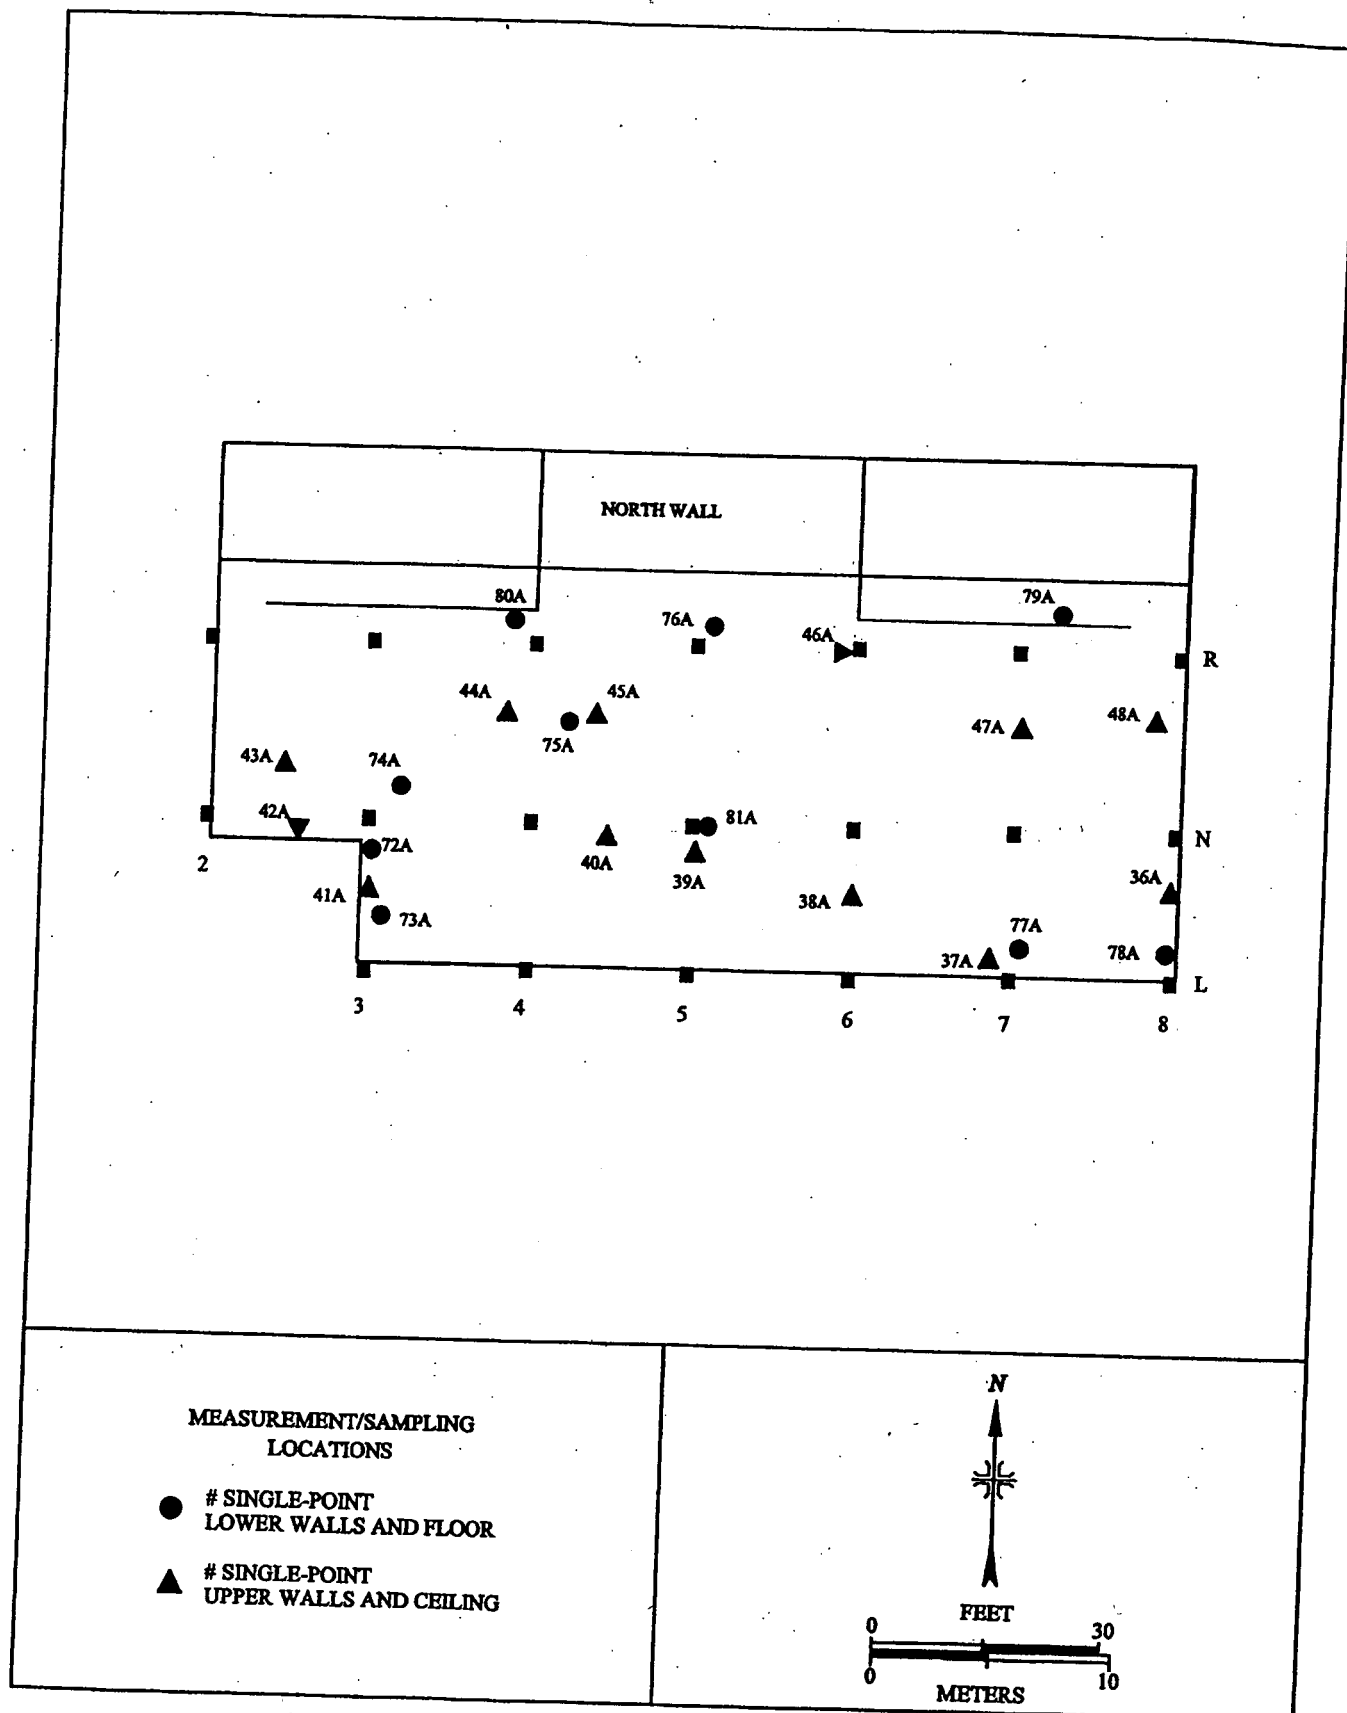 NORTH WALL
80A
79A
76A
46A
R
44A
45A
48A
47A
75A
43A
74A
42A
81A
N
72A
2
40A
39A
36A
41A
38A
73A
77A
78A
37A
L
3
4
5
6
7
8
MEASUREMENT/SAMPLING
LOCATIONS
# SINGLE-POINT
LOWER WALLS AND FLOOR
# SINGLE-POINT
UPPER WALLS AND CEILING
N
FEET
0
30
0
10
METERS